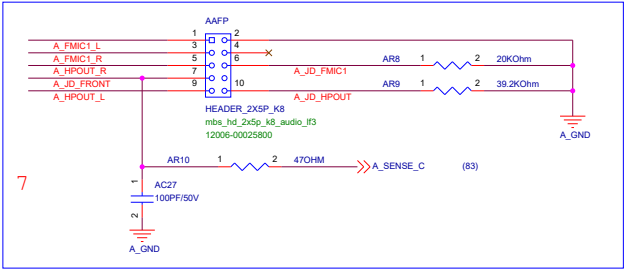 AAFP
1 2
A_FMIC1_L
3 4
A_FMIC1_R
5 6 A_JD_FMIC1 AR8 1 2 20KOhm
A_HPOUT_R
7
A_JD_FRONT
9 10 A_JD_HPOUT AR9 1 2 39.2KOhm
A_HPOUT_L
HEADER_2X5P_K8
mbs_hd_2x5p_k8_audio_lf3
12006-00025800
A_GND
AR10 1 2 47OHM A_SENSE_C (83)
7
1
AC27
100PF/50V
2
A_GND